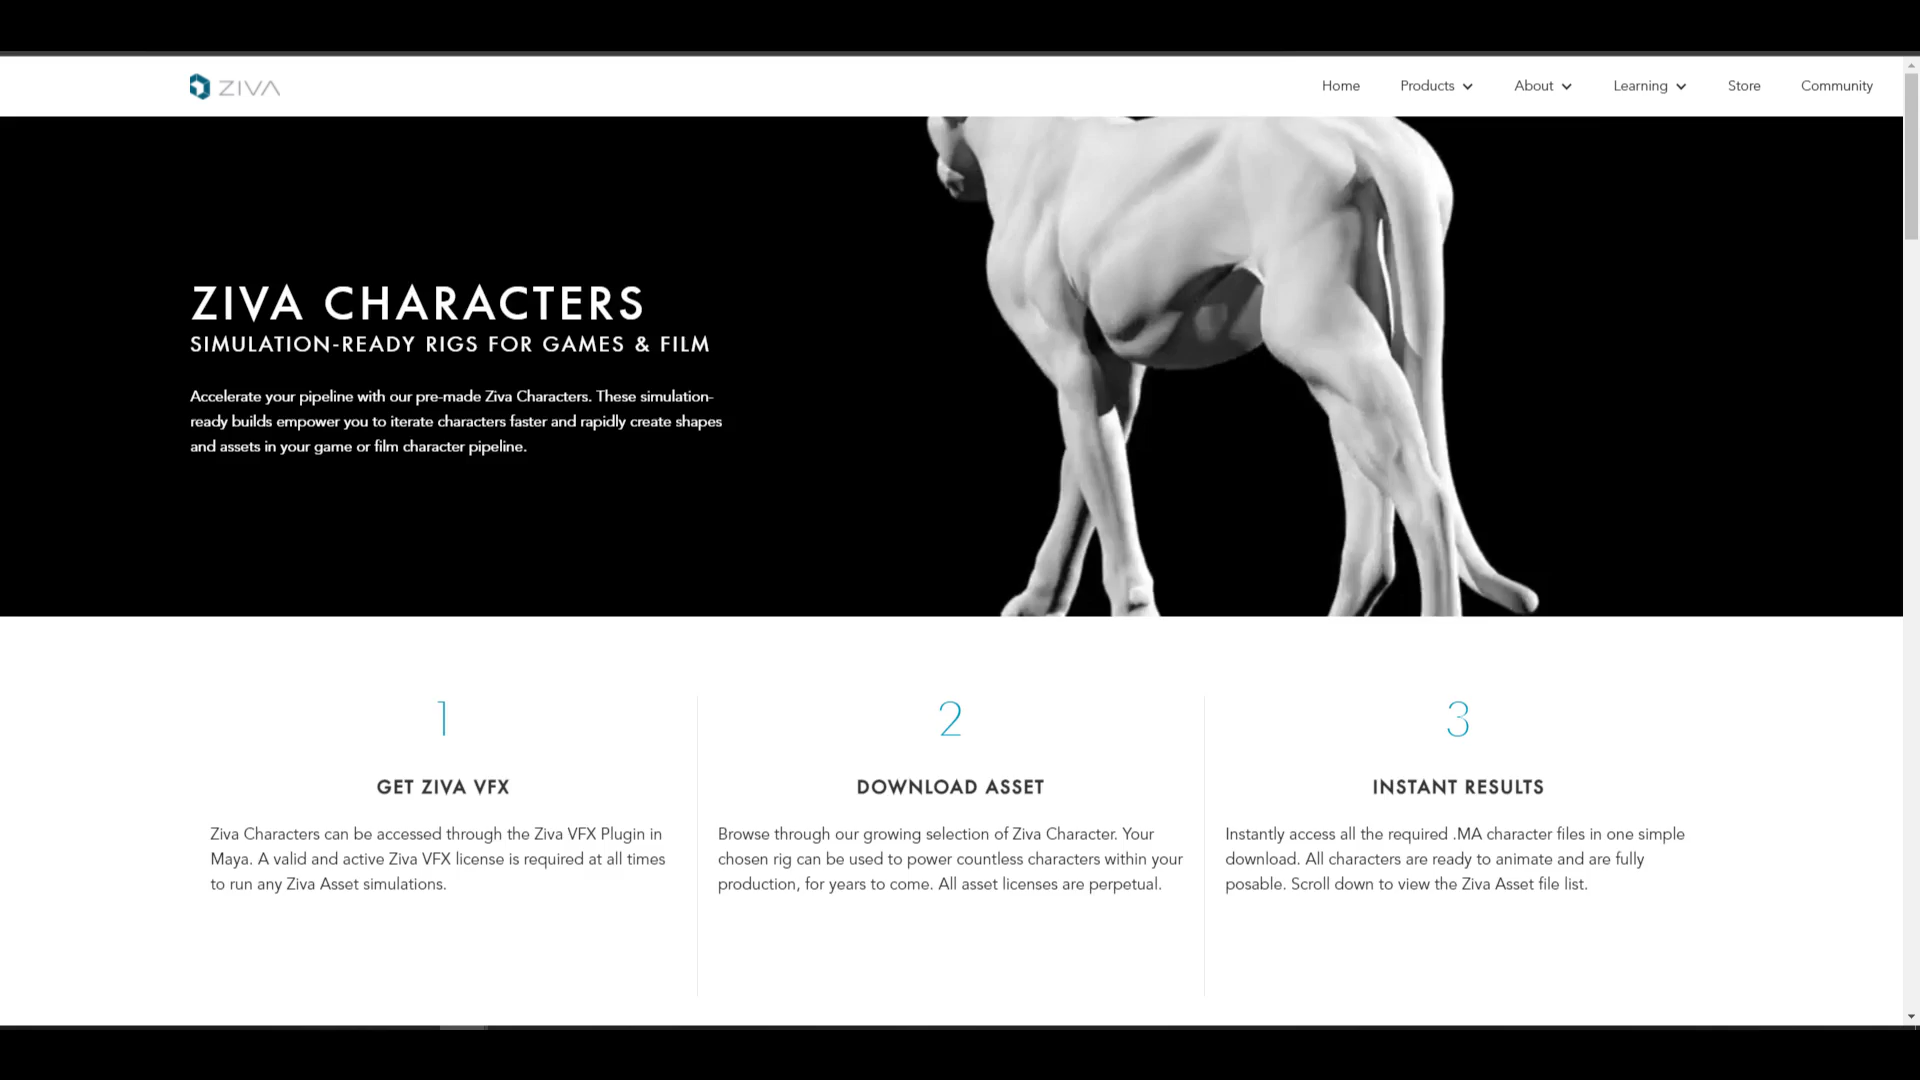 ZIVA
Home Products About Learning Store Community
ZIVA CHARACTERS
SIMULATION-READY RIGS FOR GAMES & FILM
Accelerate your pipeline with our pre-made Ziva Characters. These simulation-
ready builds empower you to iterate characters faster and rapidly create shapes
and assets in your game or film character pipeline.
1
GET ZIVA VFX
Ziva Characters can be accessed through the Ziva VFX Plugin in
Maya. A valid and active Ziva VFX license is required at all times
to run any Ziva Asset simulations.
2
DOWNLOAD ASSET
Browse through our growing selection of Ziva Character. Your
chosen rig can be used to power countless characters within your
production, for years to come. All asset licenses are perpetual.
3
INSTANT RESULTS
Instantly access all the required .MA character files in one simple
download. All characters are ready to animate and are fully
posable. Scroll down to view the Ziva Asset file list.